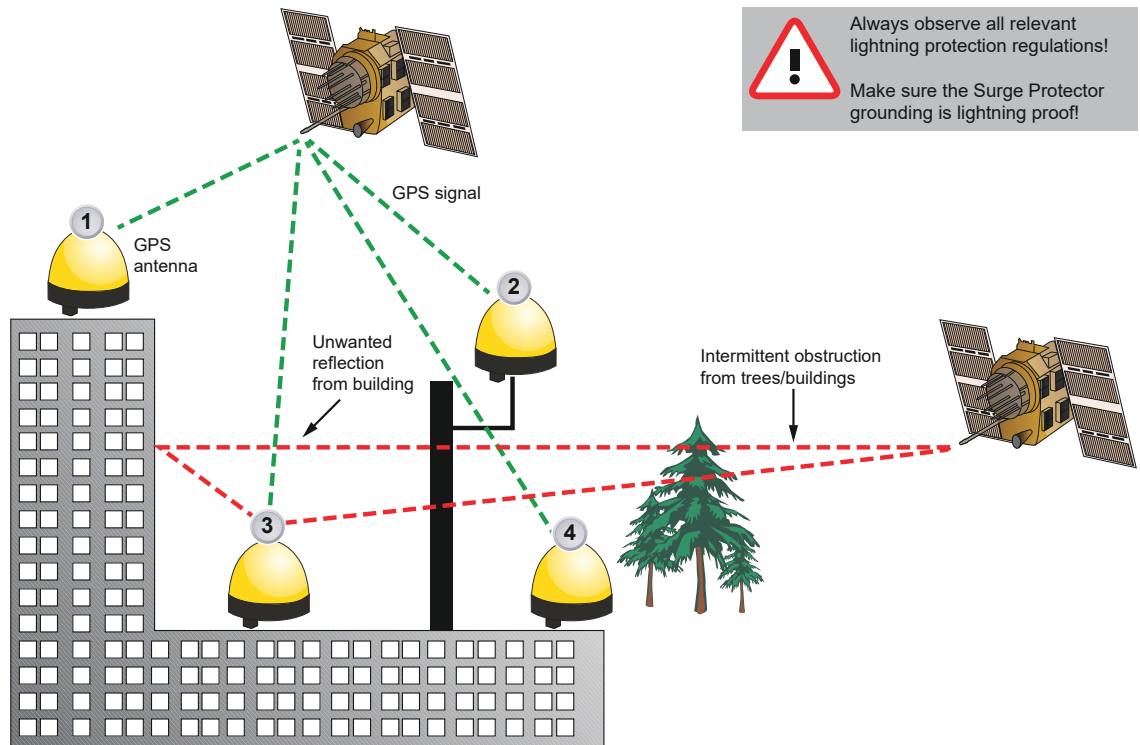 Always observe all relevant
lightning protection regulations!
Make sure the Surge Protector
grounding is lightning proof!
GPS signal
1
GPS
antenna
2
Unwanted
reflection
from building
Intermittent obstruction
from trees/buildings
3
4